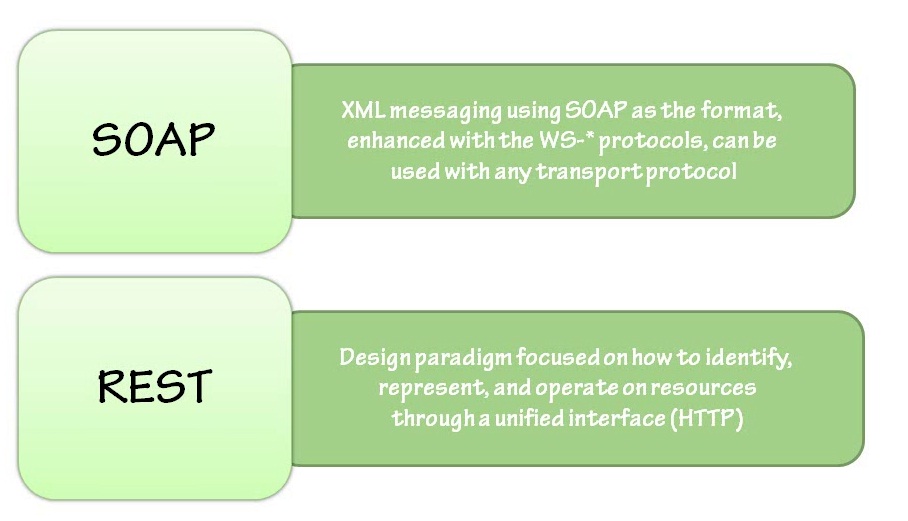 SOAP
XML messaging using SOAP as the format,
enhanced with the WS-* protocols, can be
used with any transport protocol
REST
Design paradigm focused on how to identify,
represent, and operate on resources
through a unified interface (HTTP)